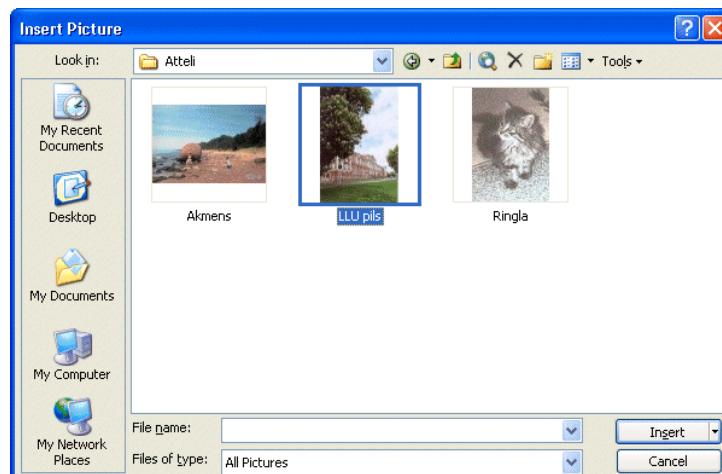 Insert Picture
Look in:
Atteli
Tools
My Recent
Documents
Desktop
My Documents
My Computer
My Network
Places
Akmens
LLU pils
Ringla
File name:
Insert
Files of type:
All Pictures
Cancel